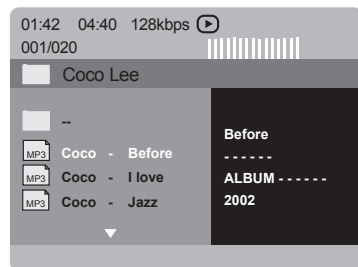 01:42 04:40 128kbps
001/020
Coco Lee
--
MP3 Coco - Before
MP3 Coco - I love
MP3 Coco - Jazz
Before
- - - - - -
ALBUM - - - - - -
2002